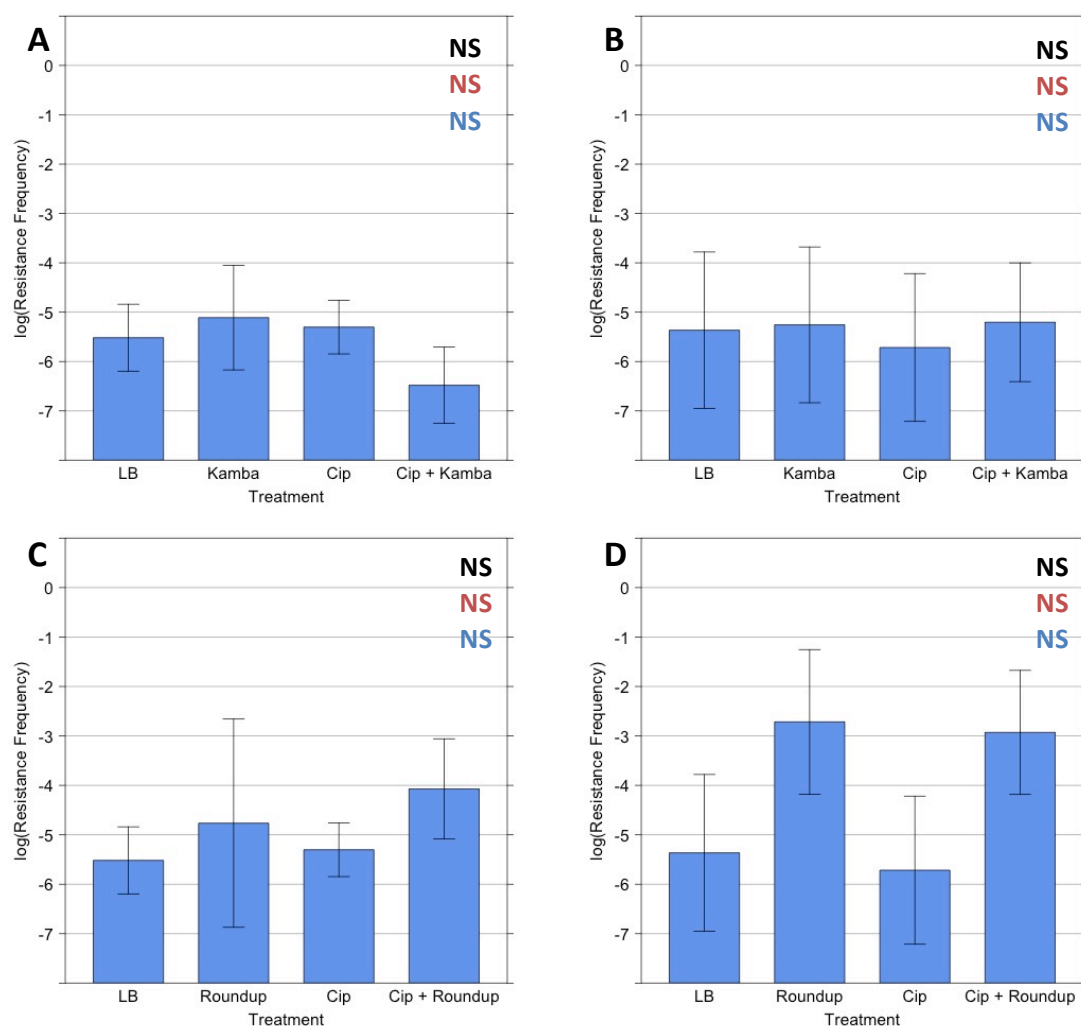 A
NS
NS
NS
log(Resistance Frequency)
0
-1
-2
-3
-4
-5
-6
-7
LB Kamba Cip Cip + Kamba
Treatment
B
NS
NS
NS
log(Resistance Frequency)
0
-1
-2
-3
-4
-5
-6
-7
LB Kamba Cip Cip + Kamba
Treatment
C
NS
NS
NS
log(Resistance Frequency)
0
-1
-2
-3
-4
-5
-6
-7
LB Roundup Cip Cip + Roundup
Treatment
D
NS
NS
NS
log(Resistance Frequency)
0
-1
-2
-3
-4
-5
-6
-7
LB Roundup Cip Cip + Roundup
Treatment